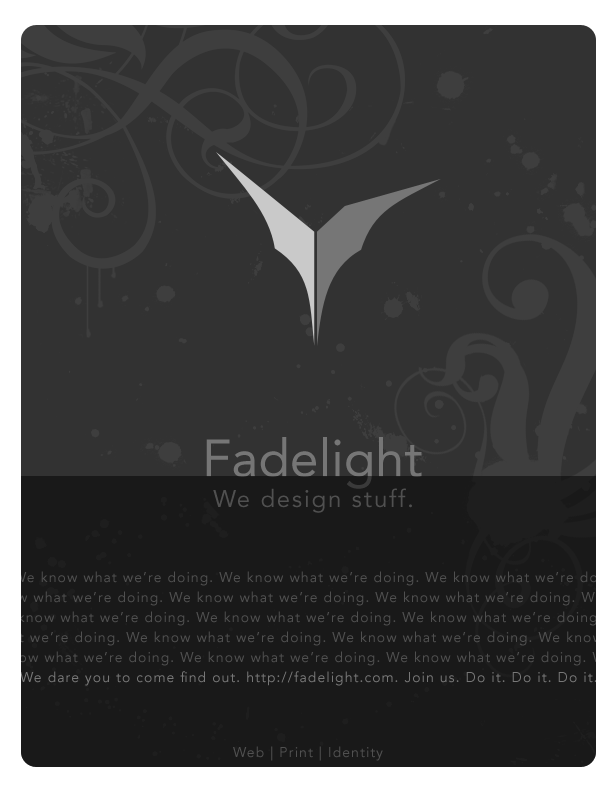 Fadelight
We design stuff.
We know what we're doing. We know what we're doing. We know what we're do
w what we're doing. We know what we're doing. We know what we're doing. W
know what we're doing. We know what we're doing. We know what we're doing
t we're doing. We know what we're doing. We know what we're doing. We know
ow what we're doing. We know what we're doing. We know what we're doing.
We dare you to come find out. http://fadelight.com. Join us. Do it. Do it. Do it.
Web | Print | Identity